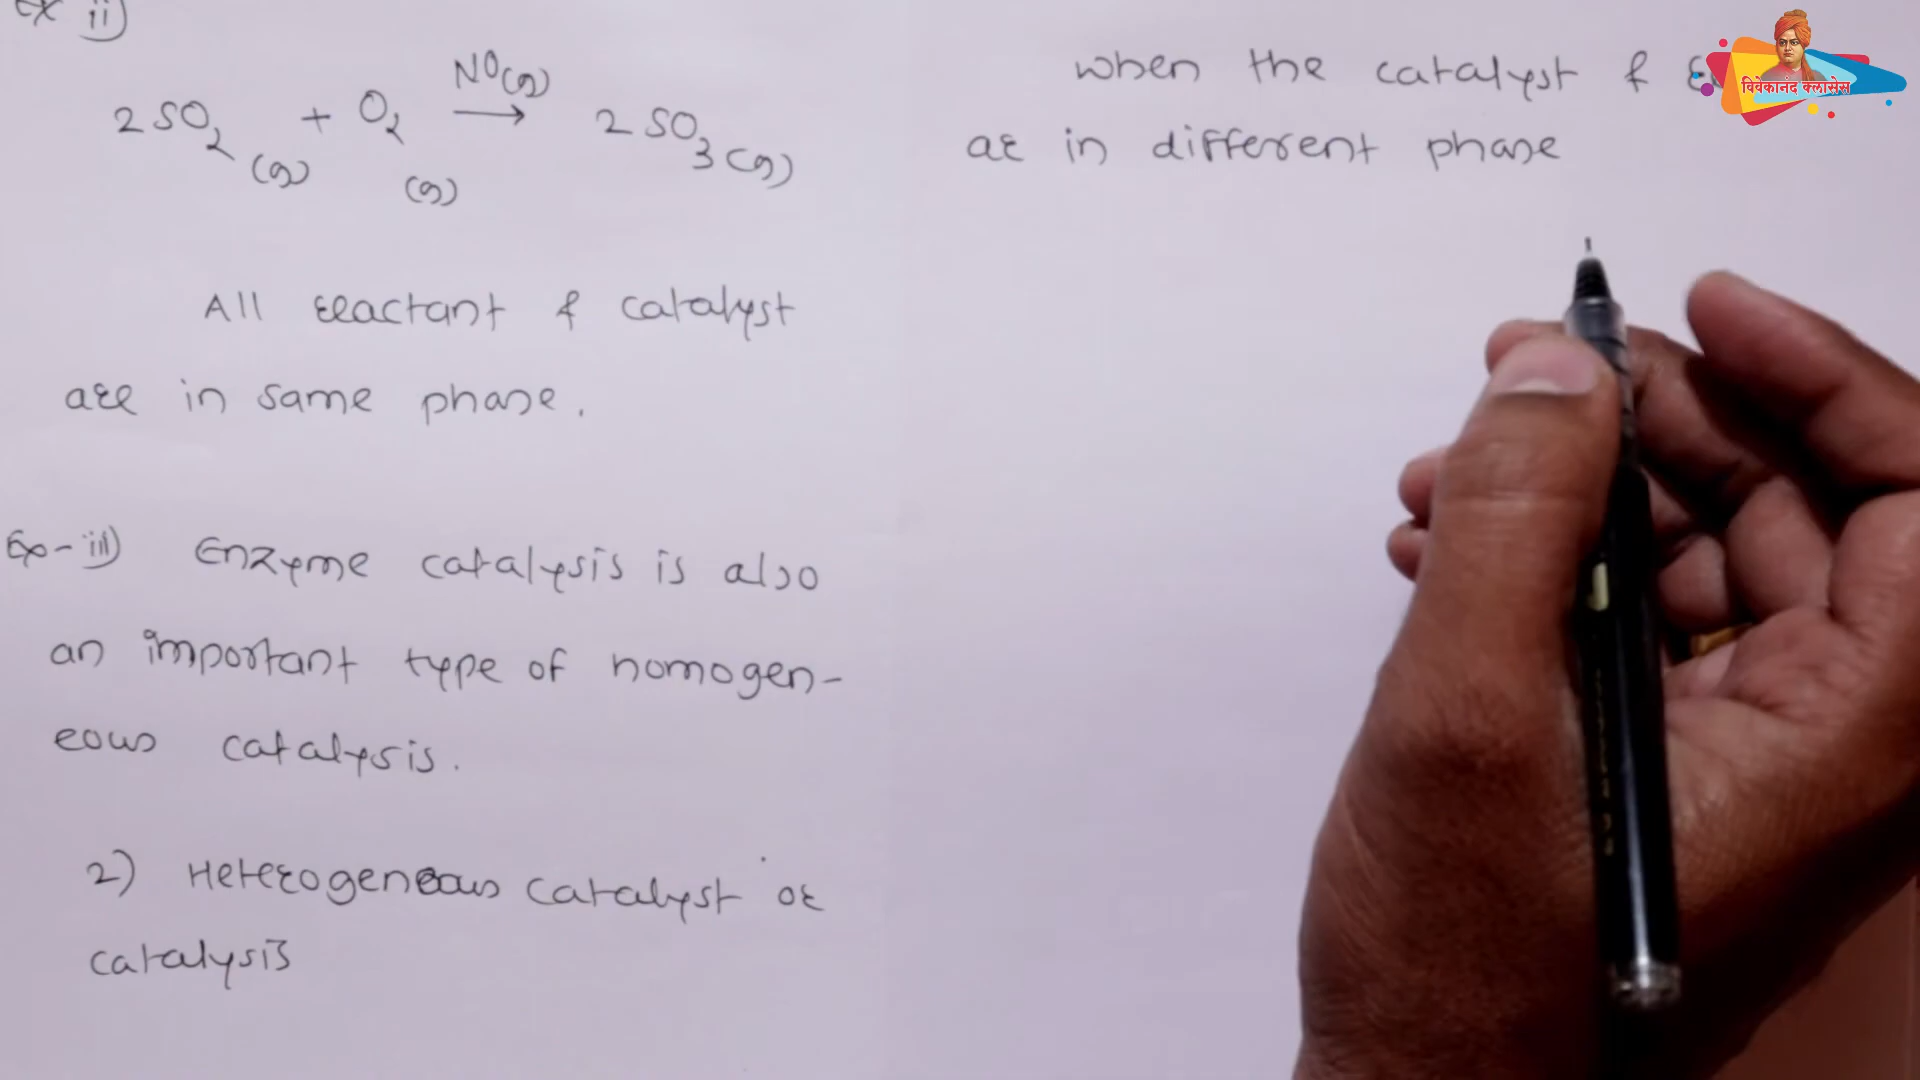 Ex ii)
NO(g)
2SO2(g) + O2(g) → 2SO3(g)
All reactant & catalyst
are in same phase.
Ex-iii) Enzyme catalysis is also
an important type of homogen-
eous catalysis.
2) Heterogeneous catalyst or
catalysis
when the catalyst &
are in different phase
विवेकानंद क्लासेस